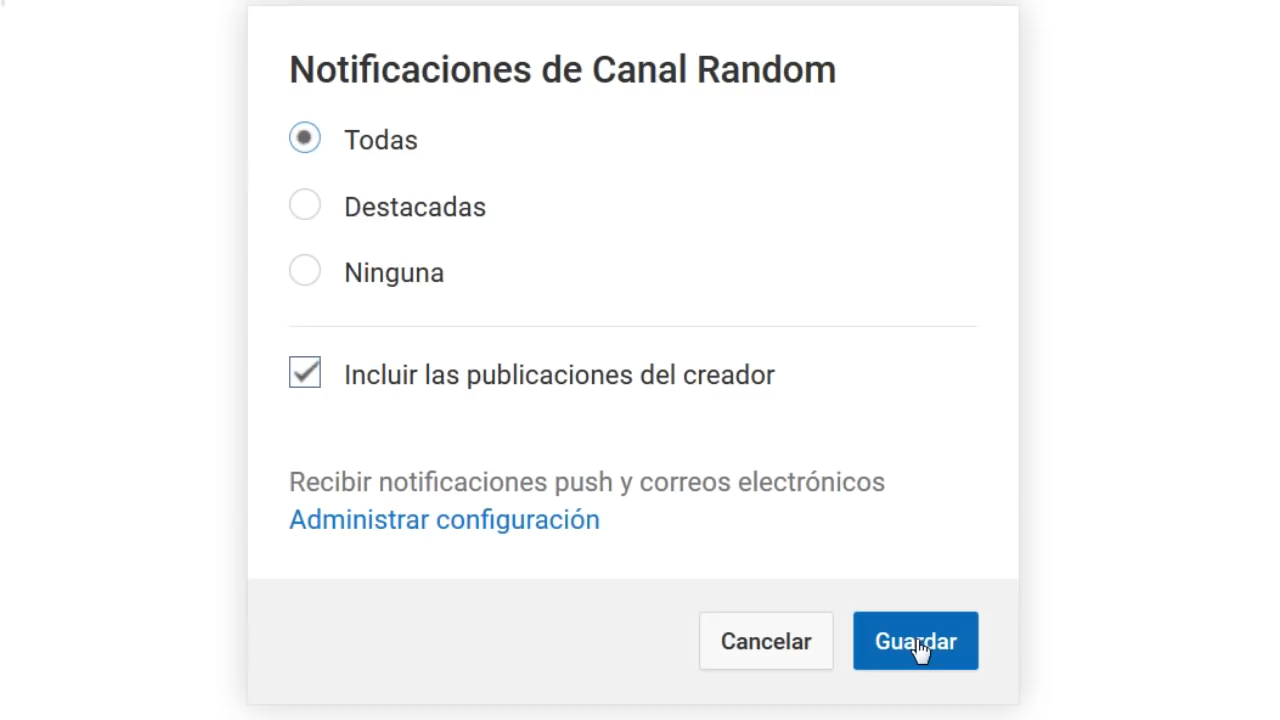 Notificaciones de Canal Random
Todas
Destacadas
Ninguna
Incluir las publicaciones del creador
Recibir notificaciones push y correos electrónicos
Administrar configuración
Cancelar
Guardar